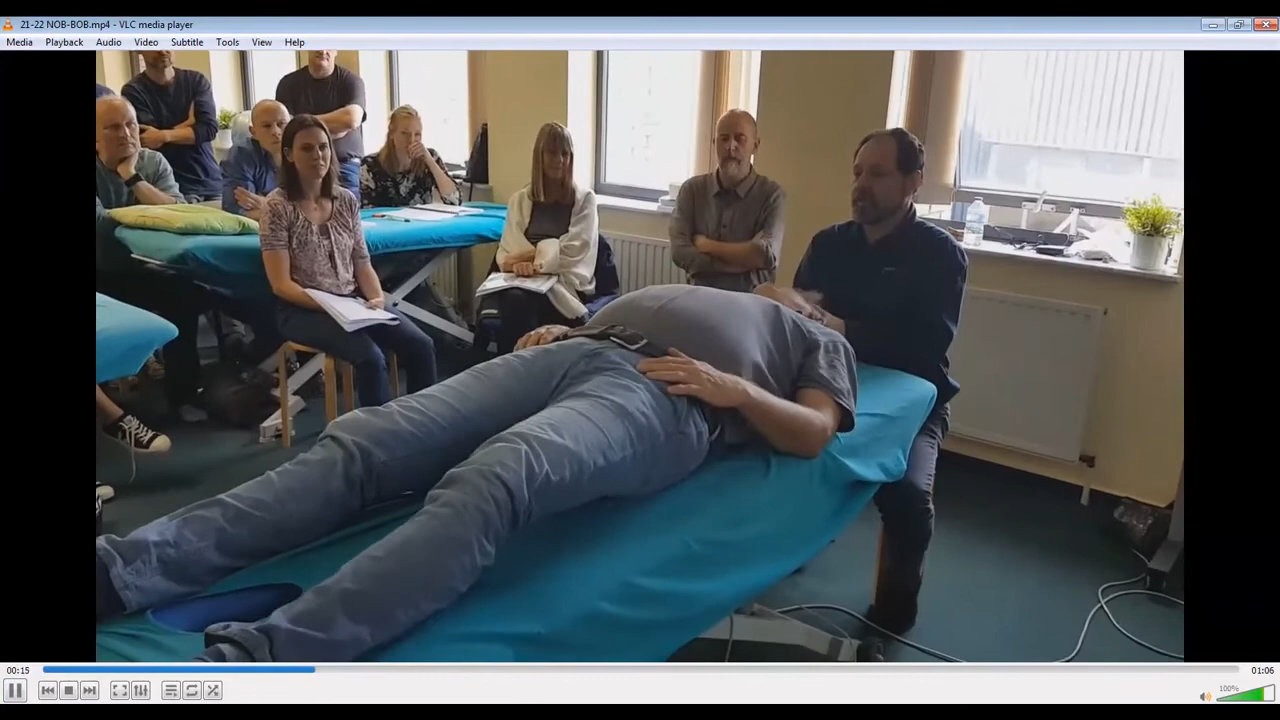 21-22 NOB-BOB.mp4 - VLC media player
Media Playback Audio Video Subtitle Tools View Help
00:15
01:06
100%